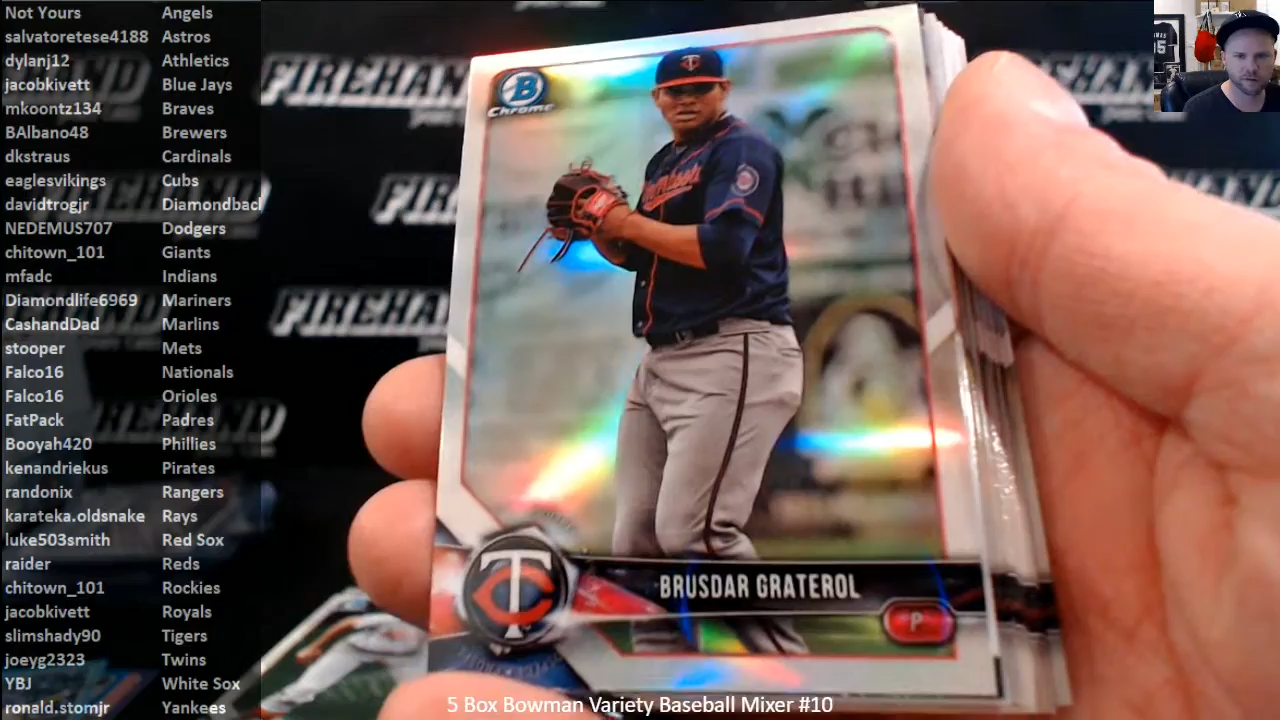 Not Yours Angels
salvatoretese4188 Astros
dylanj12 Athletics
jacobkivett Blue Jays
mkoontz134 Braves
BAlbano48 Brewers
dkstraus Cardinals
eaglesvikings Cubs
davidtrogjr Diamondbac
NEDEMUS707 Dodgers
chitown_101 Giants
mfadc Indians
Diamondlife6969 Mariners
CashandDad Marlins
stooper Mets
Falco16 Nationals
Falco16 Orioles
FatPack Padres
Booyah420 Phillies
kenandriekus Pirates
randonix Rangers
karateka.oldsnake Rays
luke503smith Red Sox
raider Reds
chitown_101 Rockies
jacobkivett Royals
slimshady90 Tigers
joeyg2323 Twins
YBJ White Sox
ronald.stomjr Yankees
FIREHAND
FIREHAN
B
Chrome
TC
BRUSDAR GRATEROL
P
5 Box Bowman Variety Baseball Mixer #10